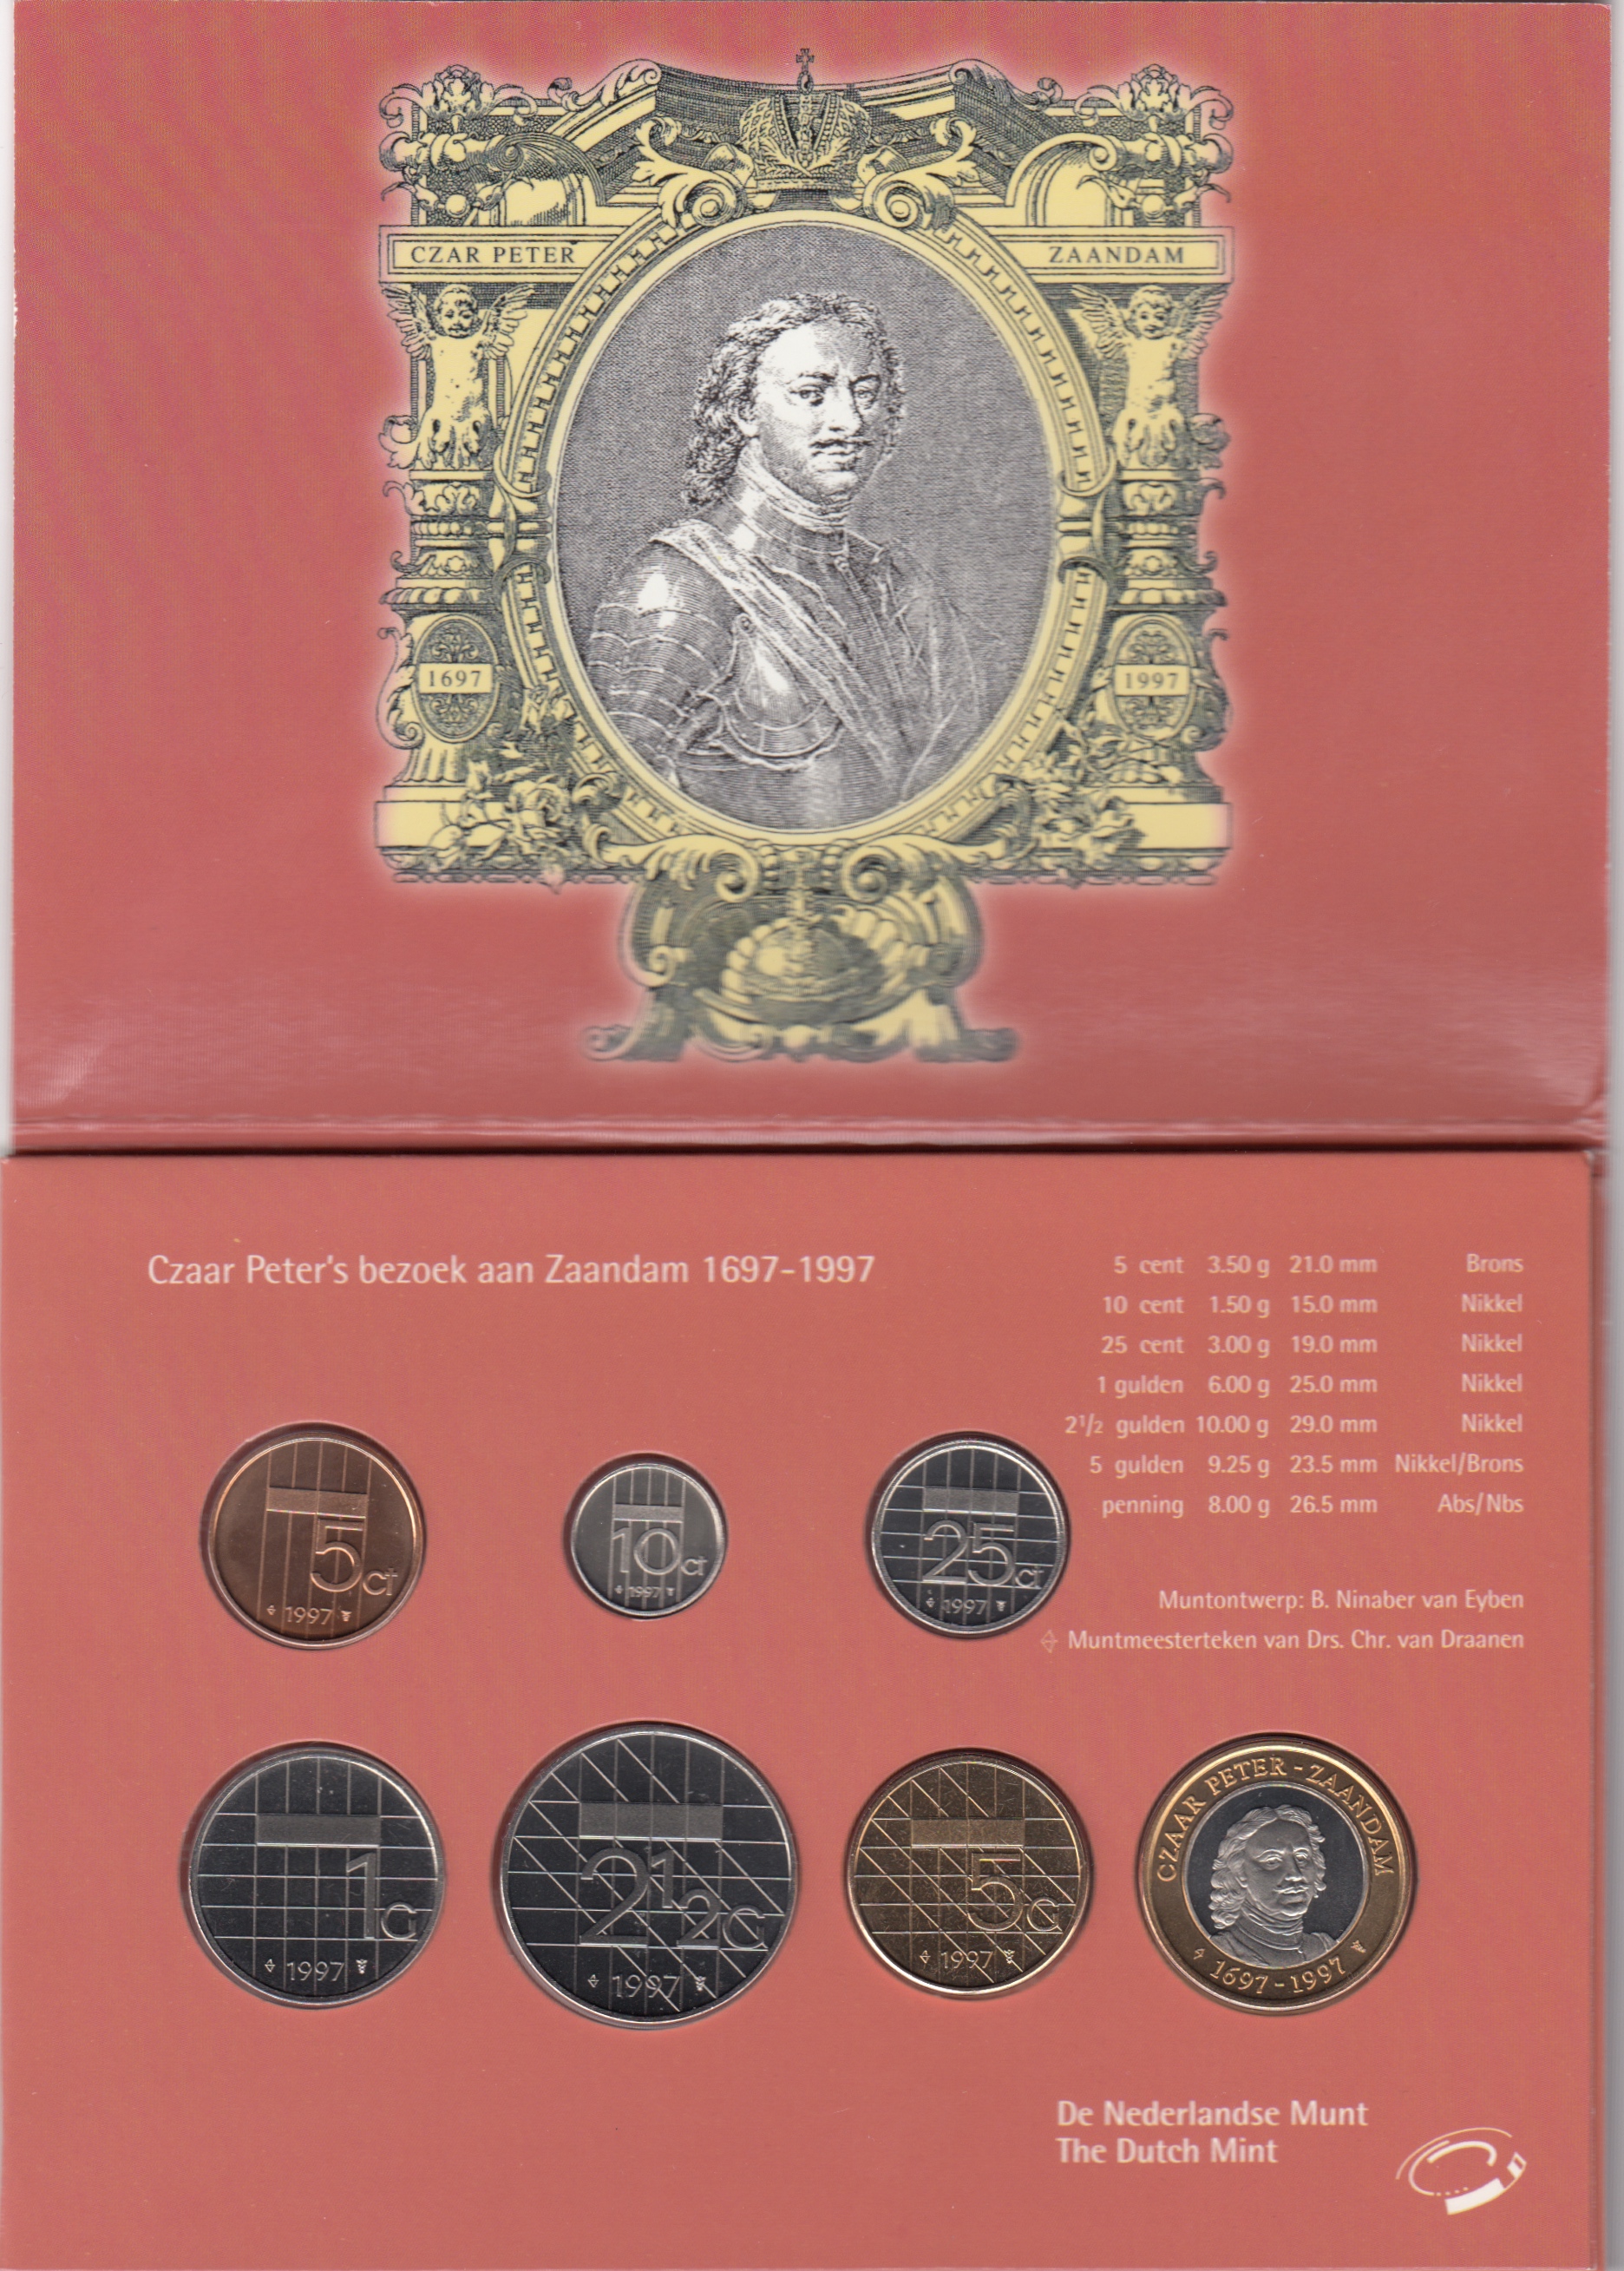 CZAR PETER
ZAANDAM
1697
1997
Czaar Peter's bezoek aan Zaandam 1697-1997
5 cent 3.50 g 21.0 mm Brons
10 cent 1.50 g 15.0 mm Nikkel
25 cent 3.00 g 19.0 mm Nikkel
1 gulden 6.00 g 25.0 mm Nikkel
2 1/2 gulden 10.00 g 29.0 mm Nikkel
5 gulden 9.25 g 23.5 mm Nikkel/Brons
penning 8.00 g 26.5 mm Abs/Nbs
Muntontwerp: B. Ninaber van Eyben
Muntmeesterteken van Drs. Chr. van Draanen
5 ct
1997
10 ct
1997
25 ct
1997
1 G
1997
2 1/2 G
1997
5 G
1997
CZAAR PETER - ZAANDAM
1697-1997
De Nederlandse Munt
The Dutch Mint